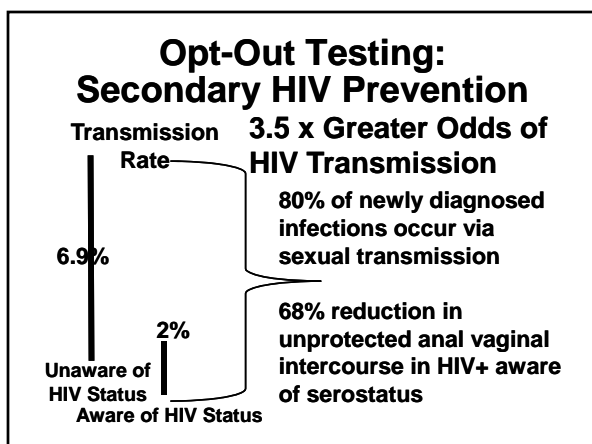 Opt-Out Testing:
Secondary HIV Prevention
Transmission
Rate
3.5 x Greater Odds of
HIV Transmission
80% of newly diagnosed
infections occur via
sexual transmission
6.9%
68% reduction in
unprotected anal vaginal
intercourse in HIV+ aware
of serostatus
2%
Unaware of
HIV Status
Aware of HIV Status